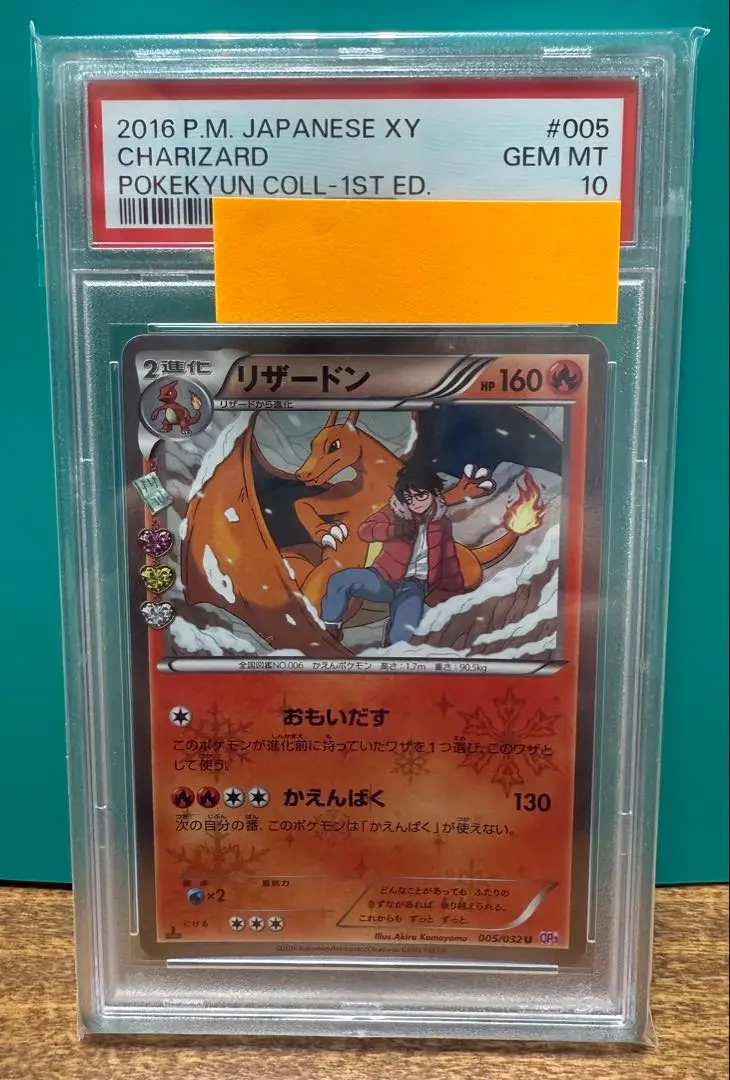 2016 P.M. JAPANESE XY #005
CHARIZARD GEM MT
POKEKYUN COLL-1ST ED. 10
2進化 リザードン HP 160
リザードから進化
全国図鑑NO.006 かえんポケモン 高さ:1.7m 重さ:90.5kg
おもいだす
このポケモンが進化前に持っていたワザを1つ選び、このワザと
して使う。
かえんばく 130
次の自分の番、このポケモンは「かえんばく」が使えない。
弱点 ×2 抵抗力
にげる
どんなことがあっても ふたりの
きずながあれば 乗り越えられる。
これからも ずっと ずっと。
Illus.Akira Komayama 005/032 U CP3